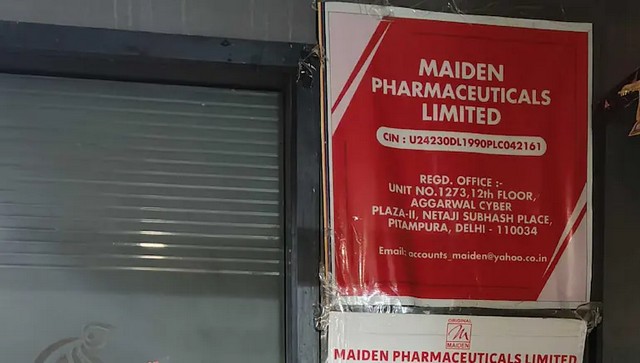 MAIDEN
PHARMACEUTICALS
LIMITED
CIN : U24230DL1990PLC042161
REGD. OFFICE :-
UNIT NO.1273,12th FLOOR,
AGGARWAL CYBER
PLAZA-II, NETAJI SUBHASH PLACE,
PITAMPURA, DELHI - 110034
Email: accounts_maiden@yahoo.co.in
ORIGINAL
MAIDEN
MAIDEN PHARMACEUTICALS LIMITED